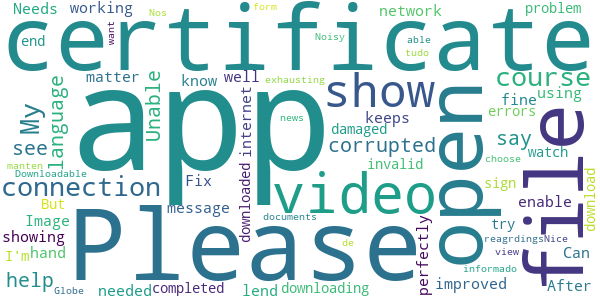 Needs working
Nos
form
want
network
able
problem
certificate
end
Noisy
tudo
matter
Unable
know
well
exhausting
show
keeps
course
using
fine
language
My
see
app
internet
news
damaged
corrupted
errors
say
watch
open
file
manten
Downloadable
connection
Fix
downloaded
video
invalid
choose
sign
enable
download
But
message
documents
Image
showing
I'm
hand
Please
perfectly
try
reagrdingsNice
view
Can
help
Globe
needed
completed
lend
downloading
de
improved
informado
After